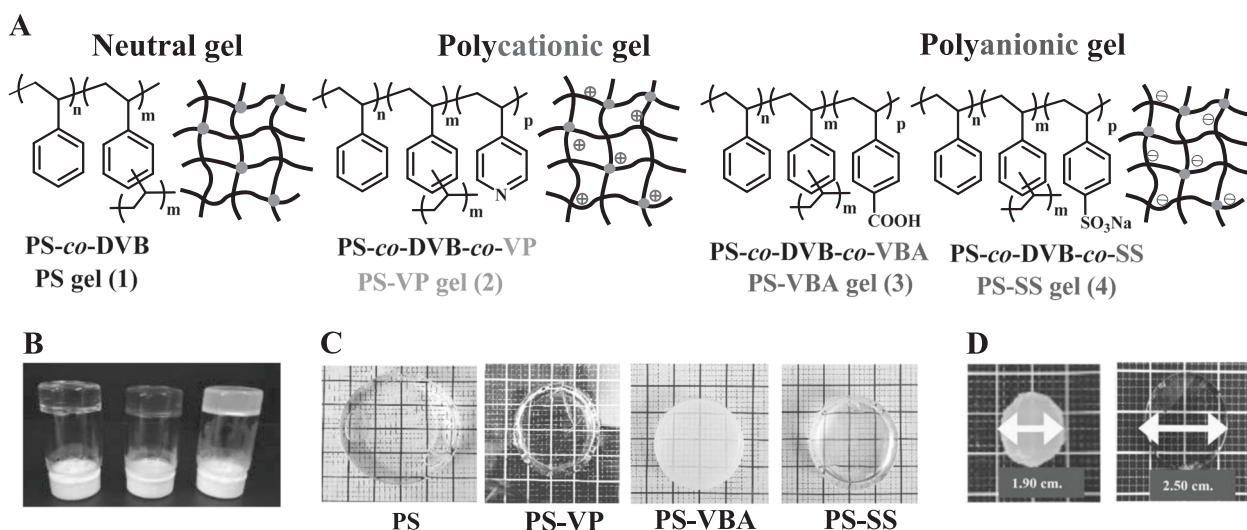 A
Neutral gel
Polycationic gel
Polyanionic gel
n
m
m
n
m
p
m
N
n
m
p
m
COOH
n
m
p
m
SO3Na
⊕
⊕
⊕
⊕
⊕
⊕
⊖
⊖
⊖
⊖
⊖
⊖
PS-co-DVB
PS gel (1)
PS-co-DVB-co-VP
PS-VP gel (2)
PS-co-DVB-co-VBA
PS-VBA gel (3)
PS-co-DVB-co-SS
PS-SS gel (4)
B
C
D
PS
PS-VP
PS-VBA
PS-SS
1.90 cm.
2.50 cm.